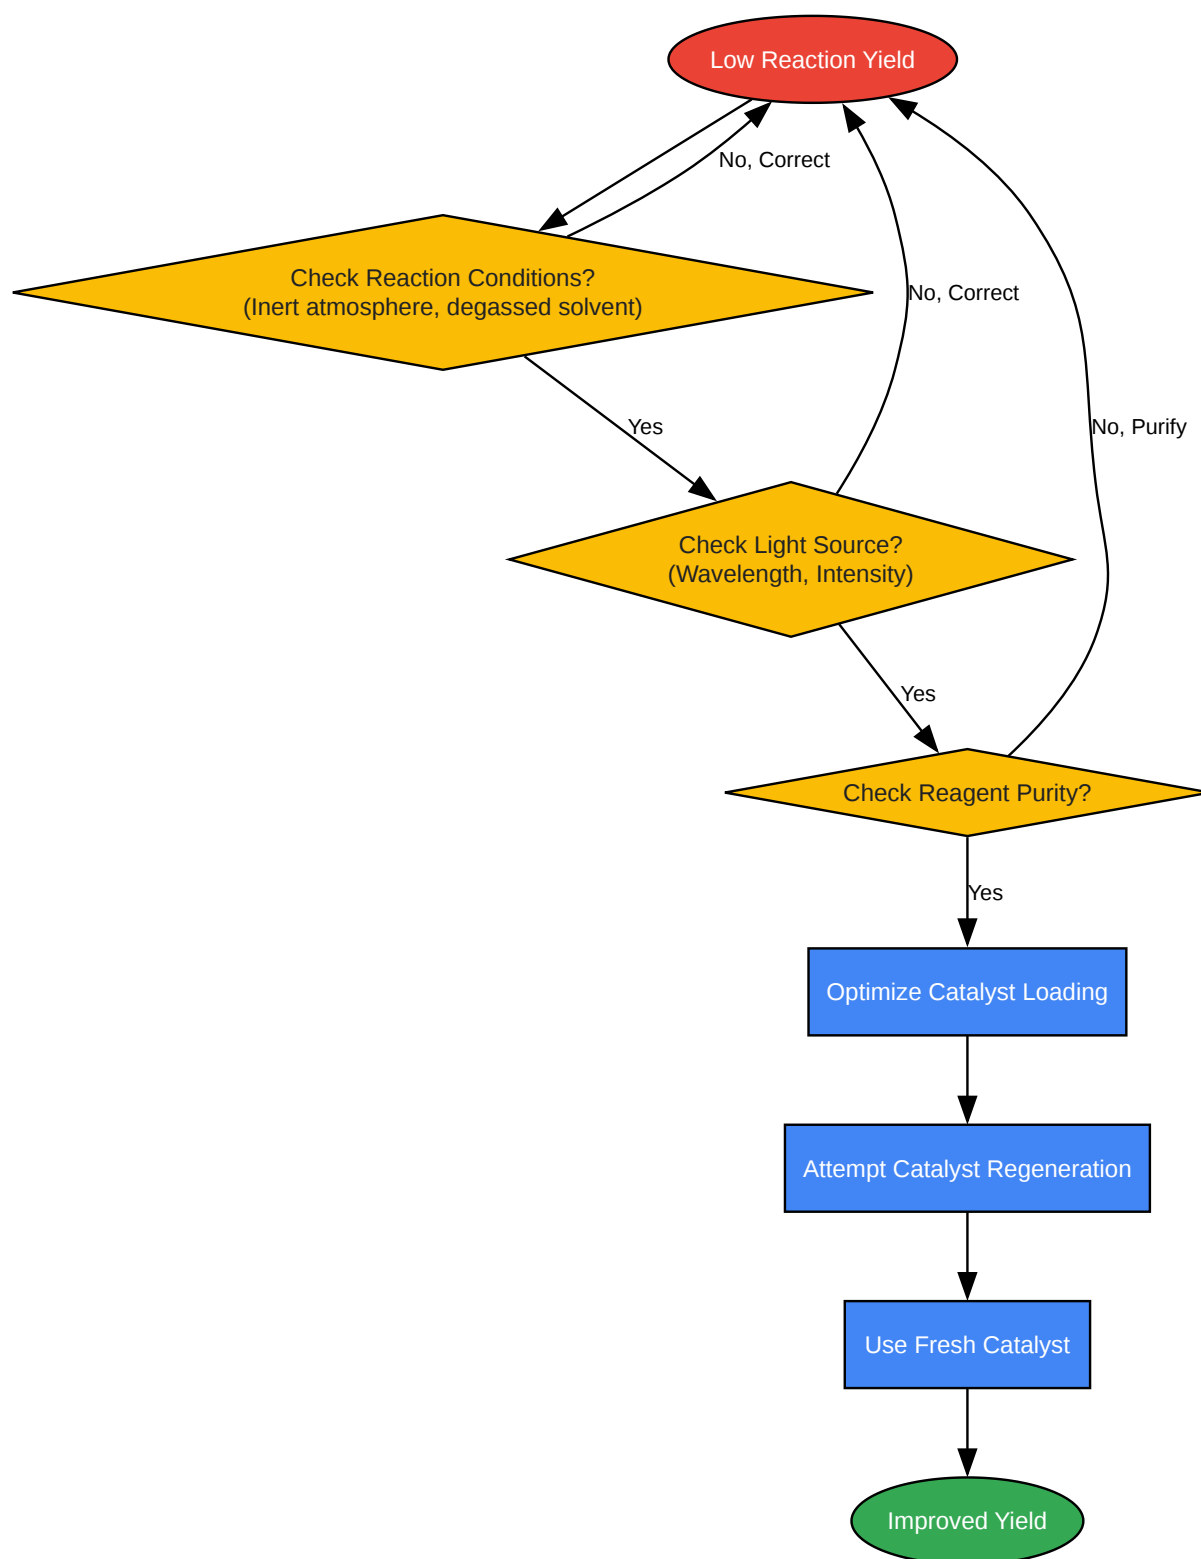 Low Reaction Yield
No, Correct
Check Reaction Conditions?
(Inert atmosphere, degassed solvent)
No, Correct
Yes
No, Purify
Check Light Source?
(Wavelength, Intensity)
Yes
Check Reagent Purity?
Yes
Optimize Catalyst Loading
Attempt Catalyst Regeneration
Use Fresh Catalyst
Improved Yield